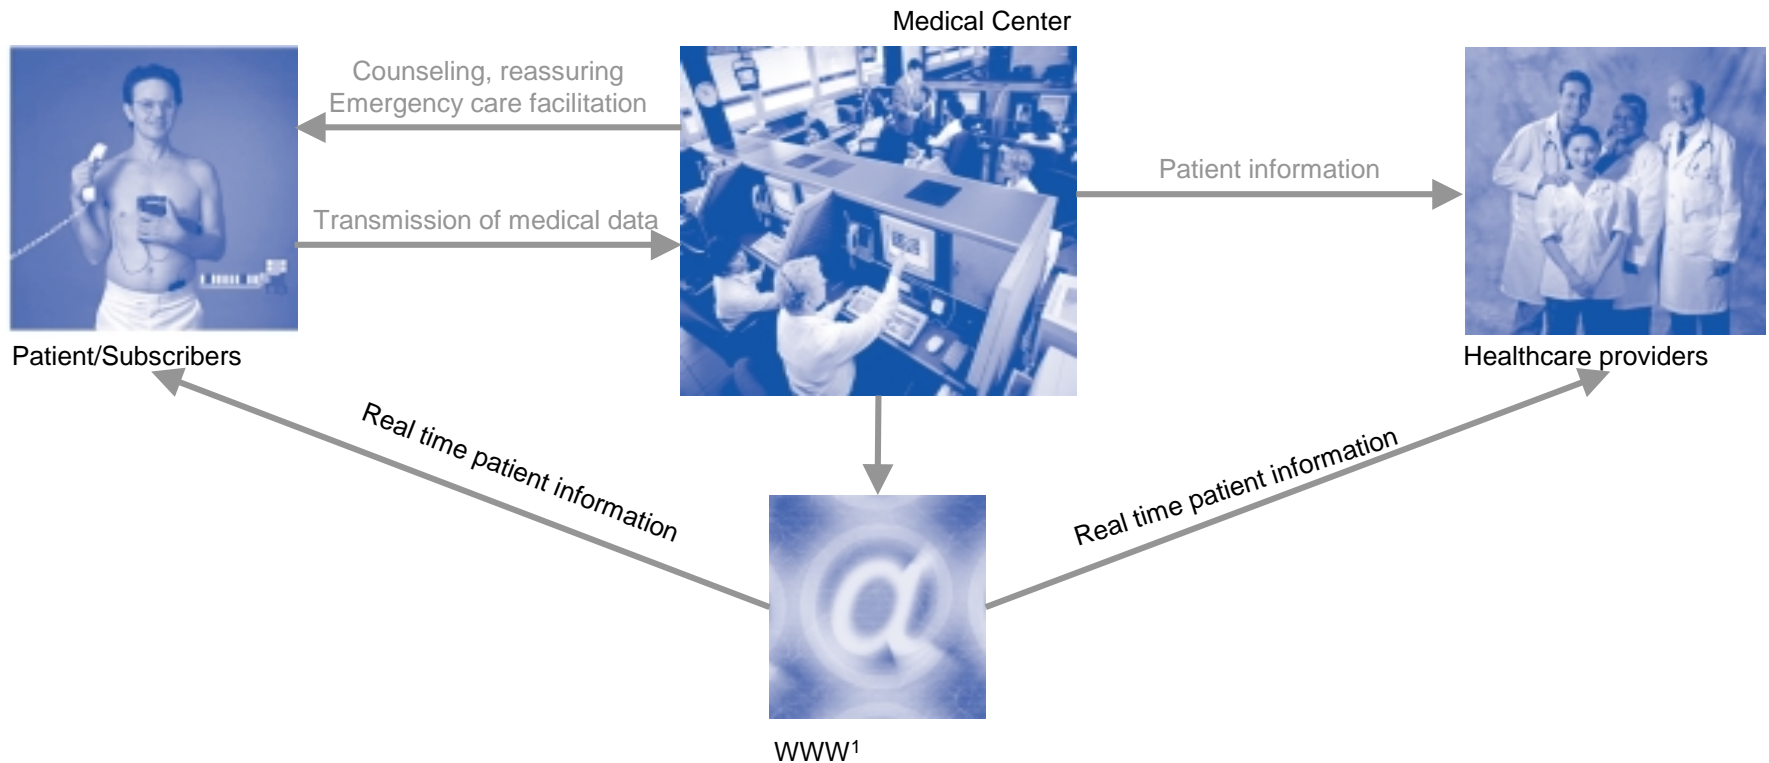 Medical Center
Counseling, reassuring
Emergency care facilitation
Patient information
Transmission of medical data
Patient/Subscribers
Healthcare providers
Real time patient information
Real time patient information
@
WWW¹